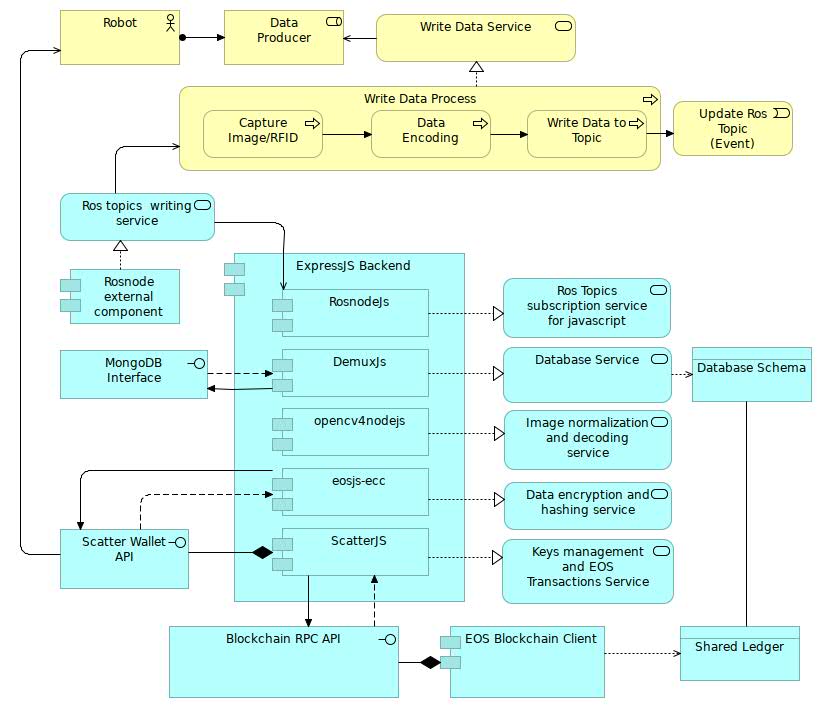 Robot
Data
Producer
Write Data Service
Write Data Process
Capture
Image/RFID
Data
Encoding
Write Data to
Topic
Update Ros
Topic
(Event)
Ros topics writing
service
Rosnode
external
component
ExpressJS Backend
RosnodeJs
Ros Topics
subscription service
for javascript
MongoDB
Interface
DemuxJs
Database Service
Database Schema
opencv4nodejs
Image normalization
and decoding
service
eosjs-ecc
Data encryption and
hashing service
Scatter Wallet
API
ScatterJS
Keys management
and EOS
Transactions Service
Blockchain RPC API
EOS Blockchain Client
Shared Ledger